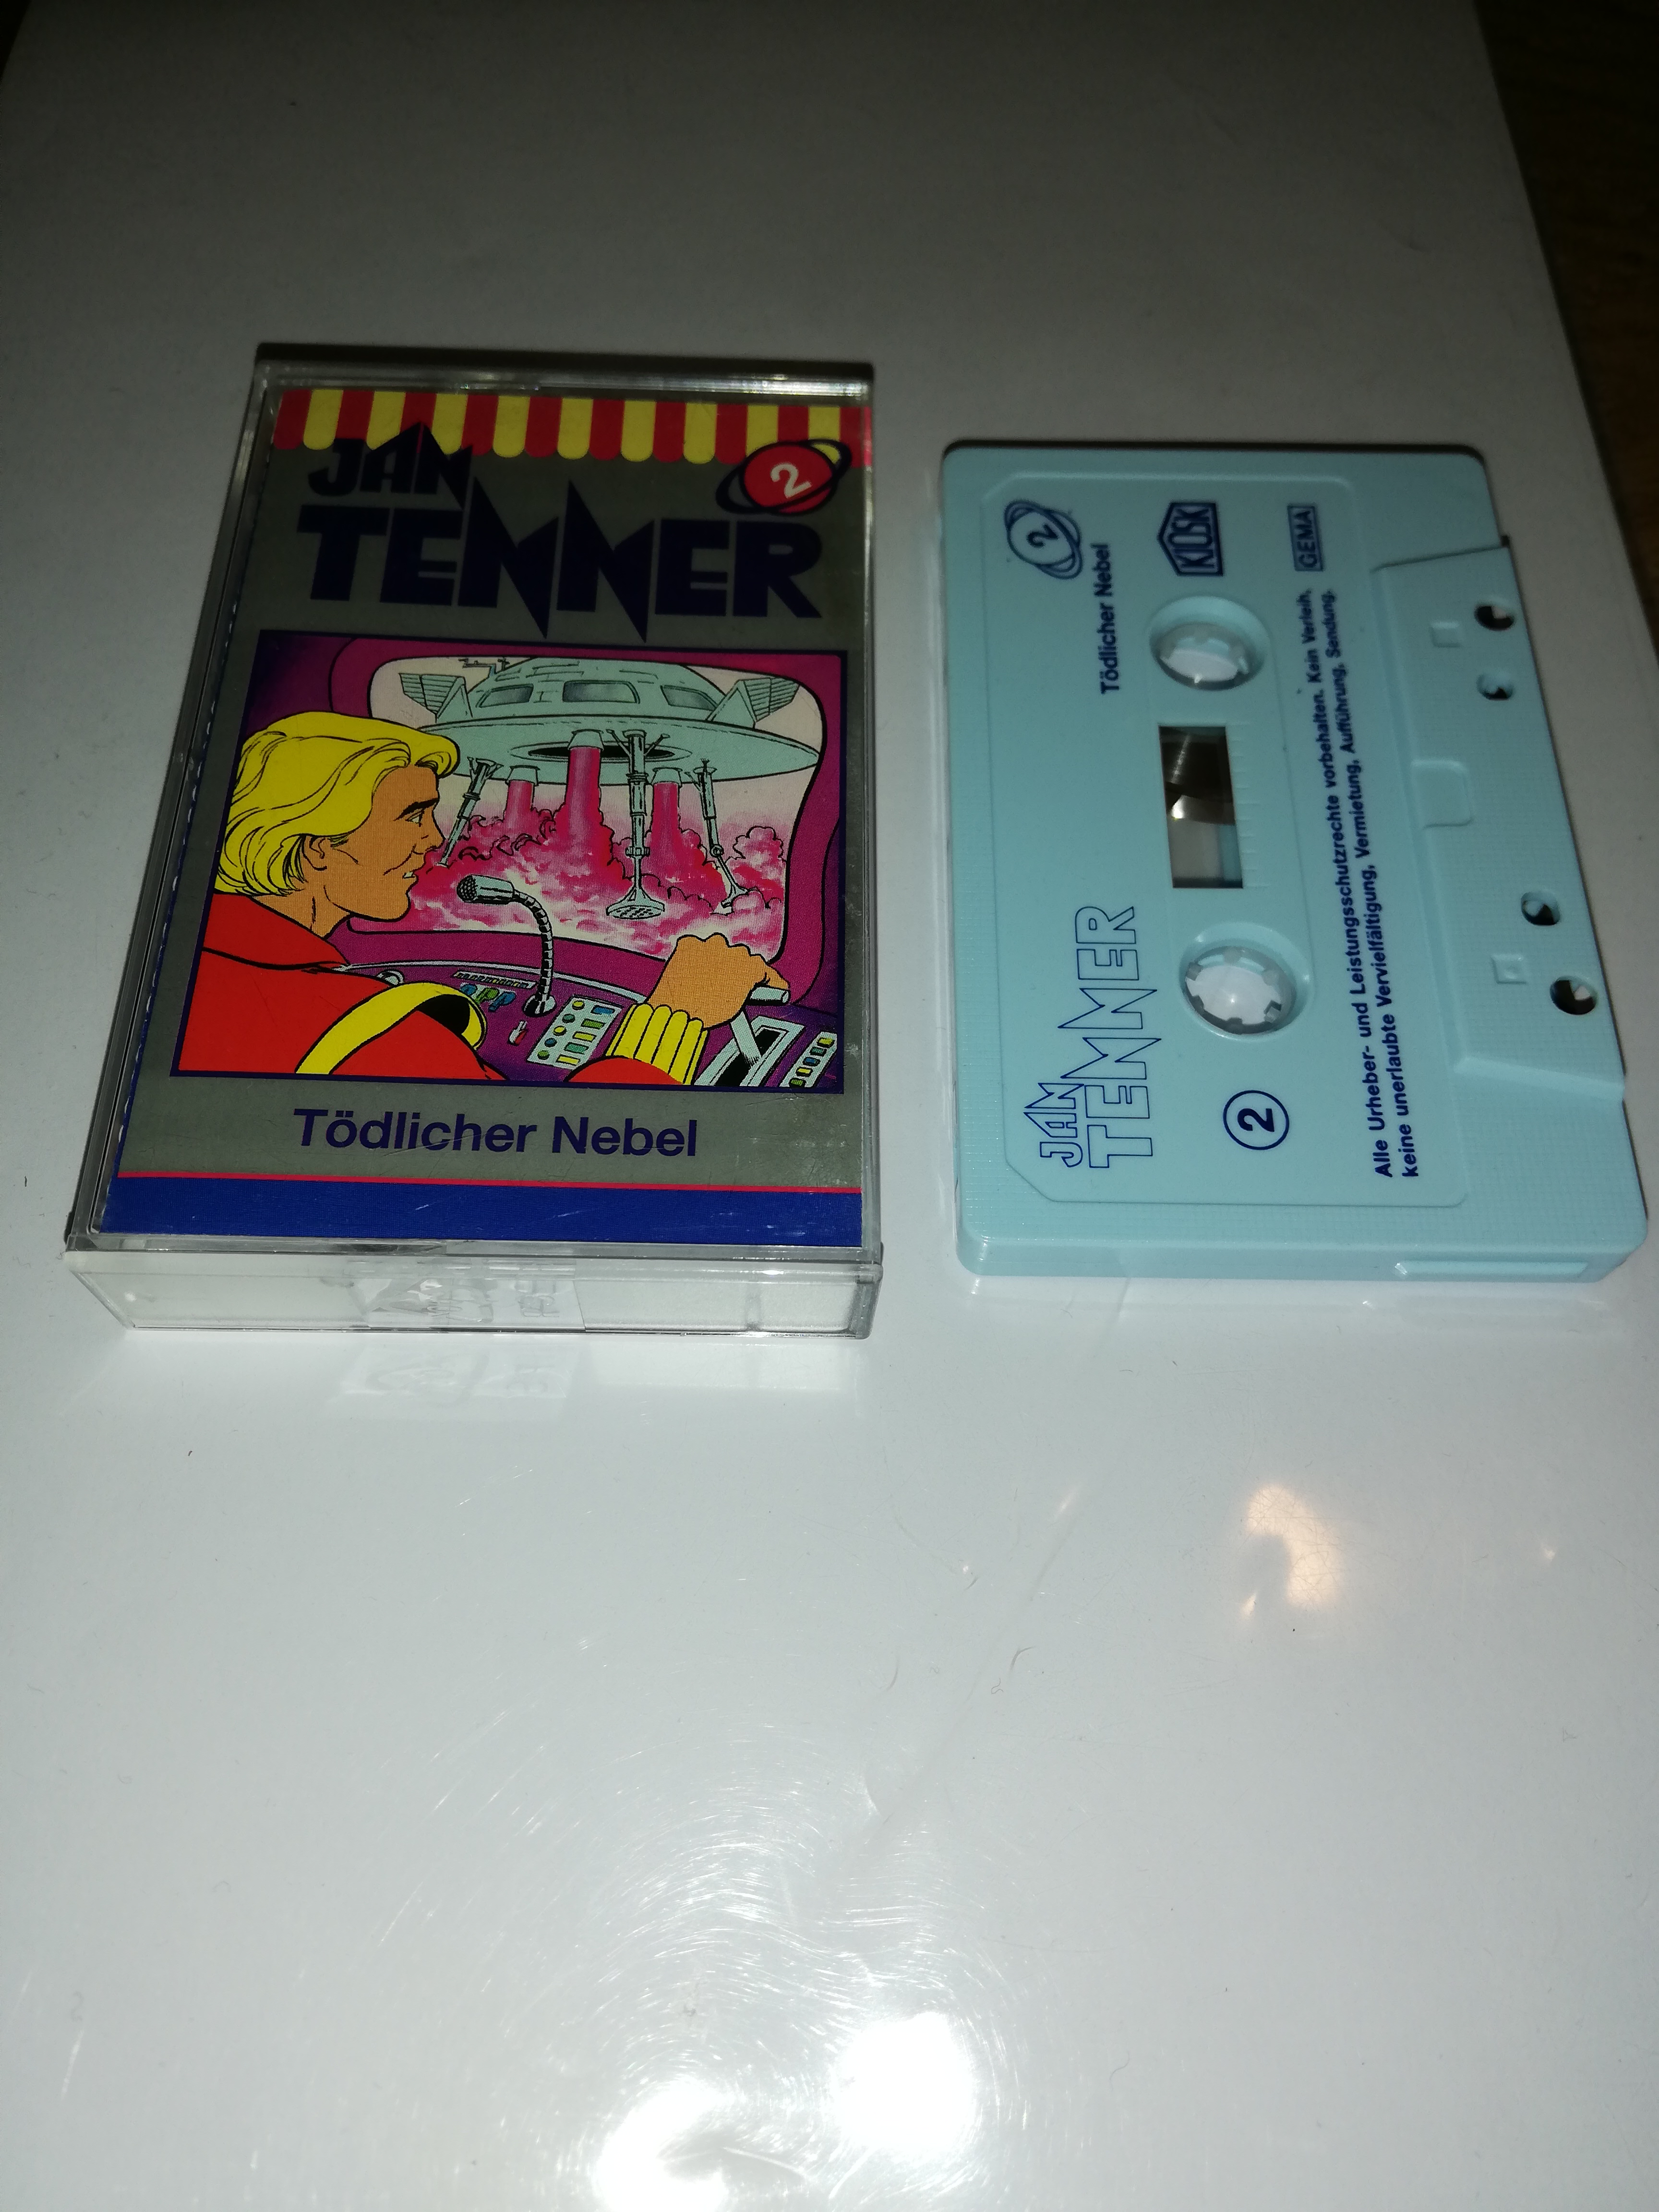 JAN
TENNER
2
Tödlicher Nebel
2
Tödlicher Nebel
KIOSK
GEMA
JAN
TENNER
2
Alle Urheber- und Leistungsschutzrechte vorbehalten. Kein Verleih,
keine unerlaubte Vervielfältigung, Vermietung, Aufführung, Sendung.